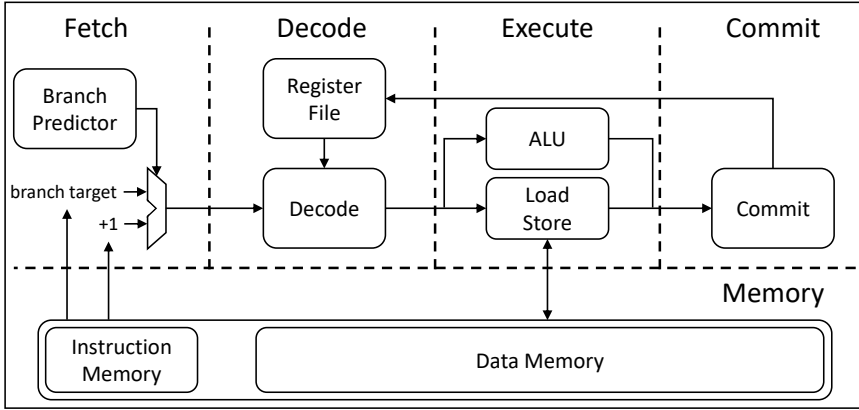 Fetch
Decode
Execute
Commit
Branch
Predictor
Register
File
ALU
branch target
+1
Decode
Load
Store
Commit
Memory
Instruction
Memory
Data Memory